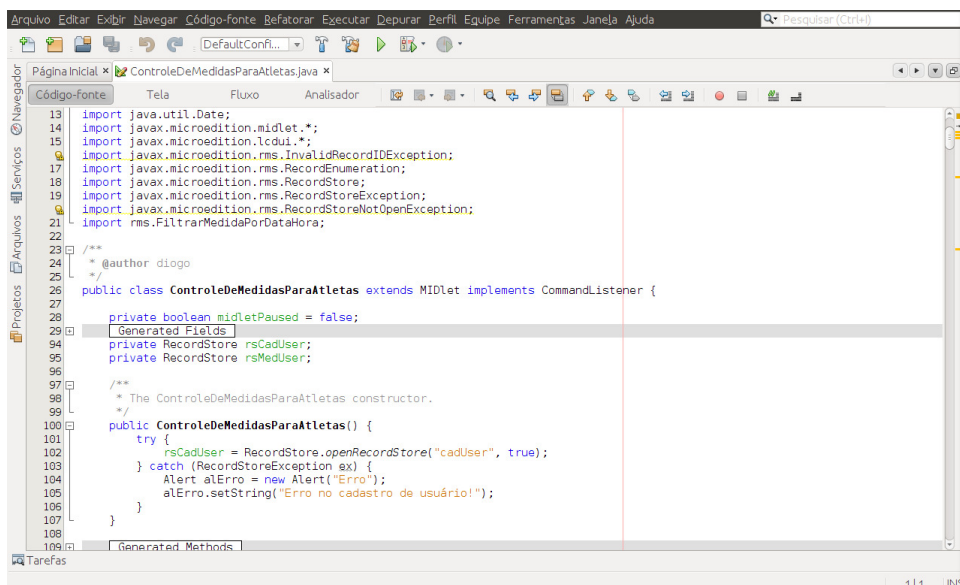 Arquivo Editar Exibir Navegar Código-fonte Refatorar Executar Depurar Perfil Equipe Ferramentas Janela Ajuda Pesquisar (Ctrl+I)
DefaultConfi...
Página Inicial × ControleDeMedidasParaAtletas.java ×
Código-fonte Tela Fluxo Analisador
Navegador
Serviços
Arquivos
Projetos
13 import java.util.Date;
14 import javax.microedition.midlet.*;
15 import javax.microedition.lcdui.*;
import javax.microedition.rms.InvalidRecordIDException;
17 import javax.microedition.rms.RecordEnumeration;
18 import javax.microedition.rms.RecordStore;
19 import javax.microedition.rms.RecordStoreException;
import javax.microedition.rms.RecordStoreNotOpenException;
21 import rms.FiltrarMedidaPorDataHora;
22
23 /**
24 * @author diogo
25 */
26 public class ControleDeMedidasParaAtletas extends MIDlet implements CommandListener {
27
28 private boolean midletPaused = false;
29 Generated Fields
94 private RecordStore rsCadUser;
95 private RecordStore rsMedUser;
96
97 /**
98 * The ControleDeMedidasParaAtletas constructor.
99 */
100 public ControleDeMedidasParaAtletas() {
101 try {
102 rsCadUser = RecordStore.openRecordStore("cadUser", true);
103 } catch (RecordStoreException ex) {
104 Alert alErro = new Alert("Erro");
105 alErro.setString("Erro no cadastro de usuário!");
106 }
107 }
108
109 Generated Methods
Tarefas
1|1 INS